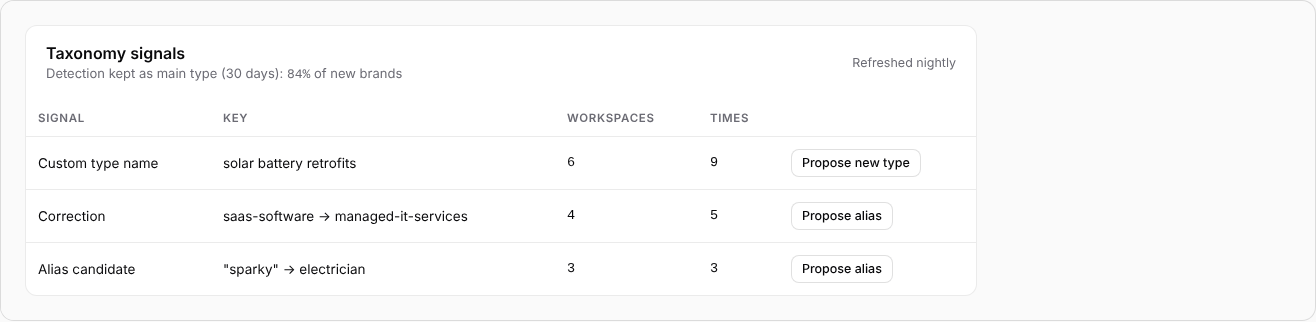 Taxonomy signals
Detection kept as main type (30 days): 84% of new brands
Refreshed nightly
SIGNAL KEY WORKSPACES TIMES
Custom type name solar battery retrofits 6 9 Propose new type
Correction saas-software → managed-it-services 4 5 Propose alias
Alias candidate "sparky" → electrician 3 3 Propose alias